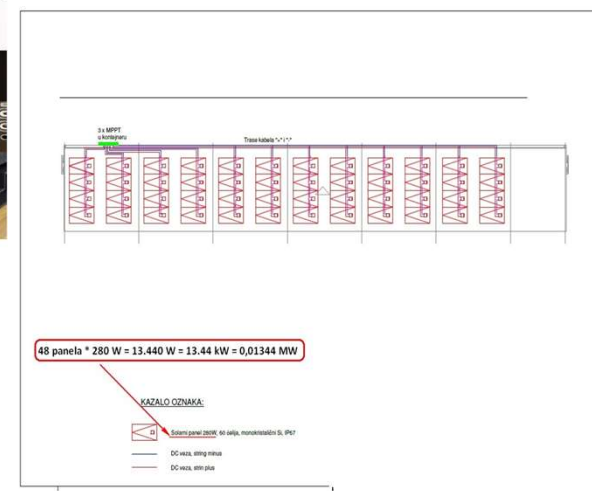 3 x MPPT
u kontejneru
Trasa kabela "+" i "-"
48 panela * 280 W = 13.440 W = 13.44 kW = 0,01344 MW
KAZALO OZNAKA:
Solarni panel 280W, 60 ćelija, monokristalični Si, IP67
DC veza, string minus
DC veza, strin plus